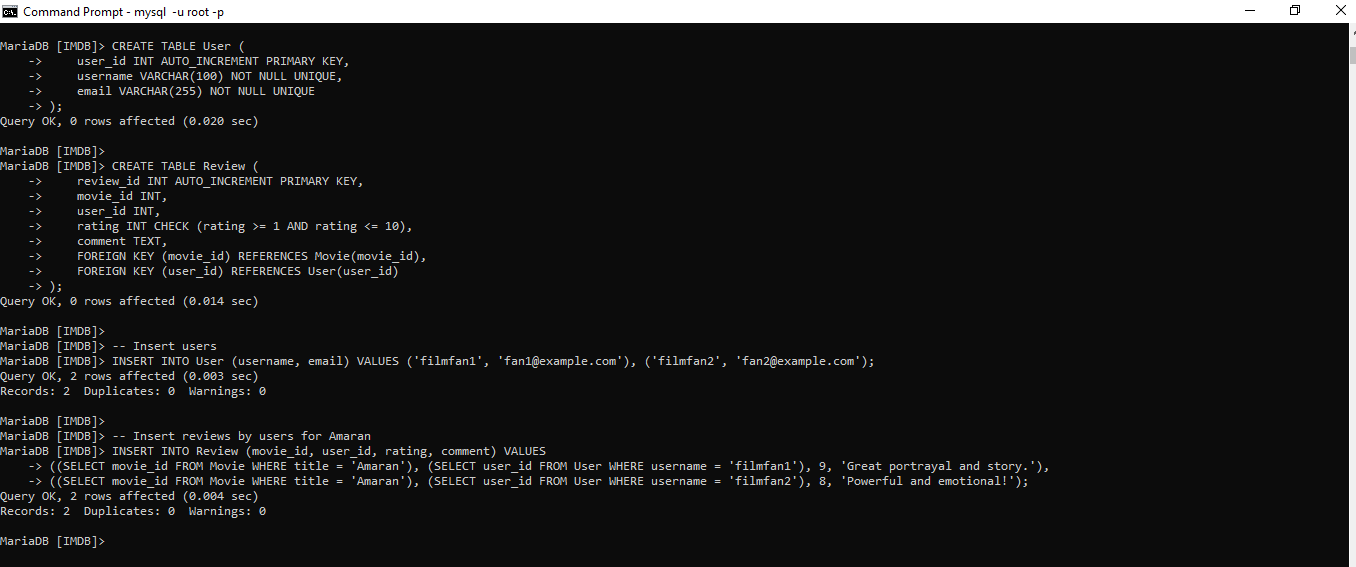 Command Prompt - mysql  -u root -p
MariaDB [IMDB]> CREATE TABLE User (
    ->     user_id INT AUTO_INCREMENT PRIMARY KEY,
    ->     username VARCHAR(100) NOT NULL UNIQUE,
    ->     email VARCHAR(255) NOT NULL UNIQUE
    -> );
Query OK, 0 rows affected (0.020 sec)

MariaDB [IMDB]>
MariaDB [IMDB]> CREATE TABLE Review (
    ->     review_id INT AUTO_INCREMENT PRIMARY KEY,
    ->     movie_id INT,
    ->     user_id INT,
    ->     rating INT CHECK (rating >= 1 AND rating <= 10),
    ->     comment TEXT,
    ->     FOREIGN KEY (movie_id) REFERENCES Movie(movie_id),
    ->     FOREIGN KEY (user_id) REFERENCES User(user_id)
    -> );
Query OK, 0 rows affected (0.014 sec)

MariaDB [IMDB]>
MariaDB [IMDB]> -- Insert users
MariaDB [IMDB]> INSERT INTO User (username, email) VALUES ('filmfan1', 'fan1@example.com'), ('filmfan2', 'fan2@example.com');
Query OK, 2 rows affected (0.003 sec)
Records: 2  Duplicates: 0  Warnings: 0

MariaDB [IMDB]>
MariaDB [IMDB]> -- Insert reviews by users for Amaran
MariaDB [IMDB]> INSERT INTO Review (movie_id, user_id, rating, comment) VALUES
    -> ((SELECT movie_id FROM Movie WHERE title = 'Amaran'), (SELECT user_id FROM User WHERE username = 'filmfan1'), 9, 'Great portrayal and story.'),
    -> ((SELECT movie_id FROM Movie WHERE title = 'Amaran'), (SELECT user_id FROM User WHERE username = 'filmfan2'), 8, 'Powerful and emotional!');
Query OK, 2 rows affected (0.004 sec)
Records: 2  Duplicates: 0  Warnings: 0

MariaDB [IMDB]>